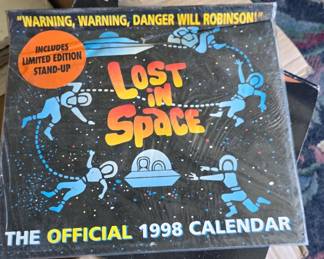 "WARNING, WARNING, DANGER WILL ROBINSON!"
INCLUDES
LIMITED EDITION
STAND-UP
LOST
in
SPACE
THE OFFICIAL 1998 CALENDAR